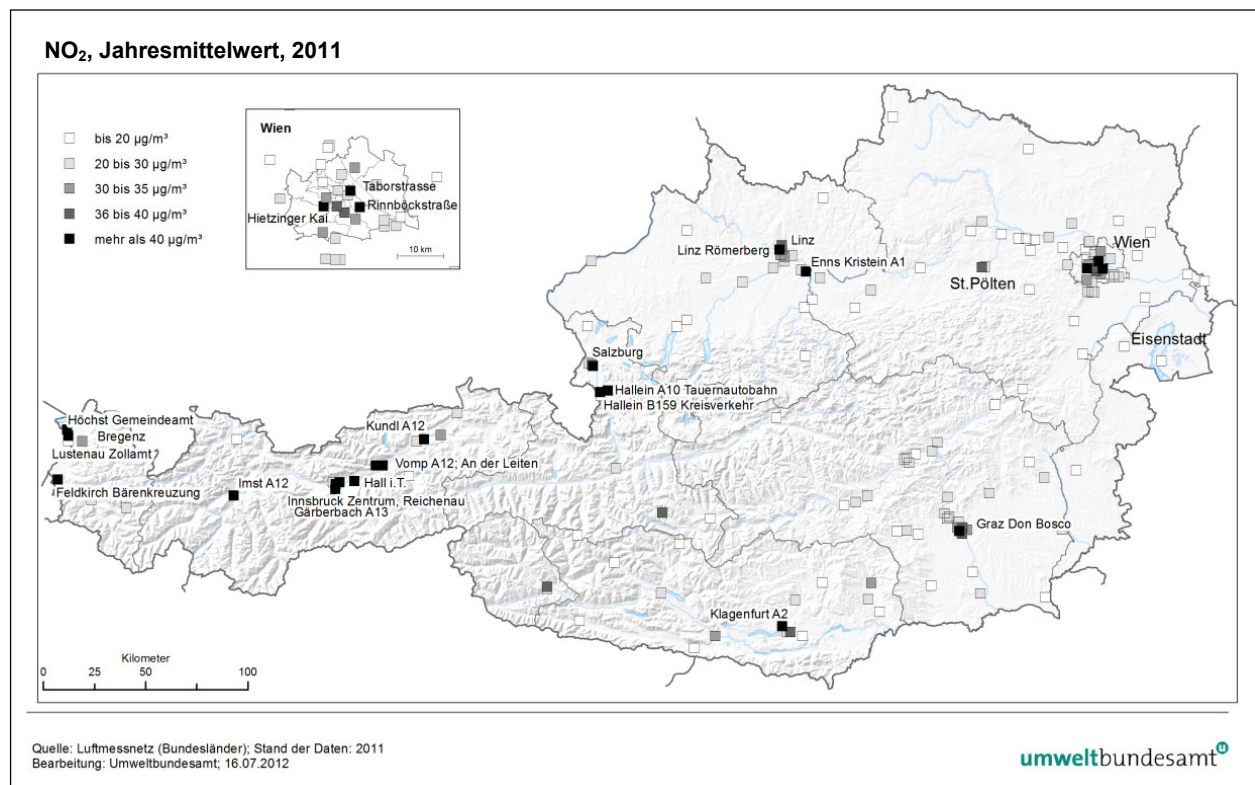 NO₂, Jahresmittelwert, 2011
bis 20 µg/m³
20 bis 30 µg/m³
30 bis 35 µg/m³
36 bis 40 µg/m³
mehr als 40 µg/m³
Wien
Taborstrasse
Rinnböckstraße
Hietzinger Kai
10 km
Linz
Linz Römerberg
Enns Kristein A1
Wien
St.Pölten
Eisenstadt
Salzburg
Hallein A10 Tauernautobahn
Hallein B159 Kreisverkehr
Höchst Gemeindeamt
Bregenz
Lustenau Zollamt
Kundl A12
Vomp A12; An der Leiten
Feldkirch Bärenkreuzung
Imst A12
Hall i.T.
Innsbruck Zentrum, Reichenau
Gärberbach A13
Graz Don Bosco
Klagenfurt A2
Kilometer
0 25 50 100
Quelle: Luftmessnetz (Bundesländer); Stand der Daten: 2011
Bearbeitung: Umweltbundesamt; 16.07.2012
umweltbundesamt u